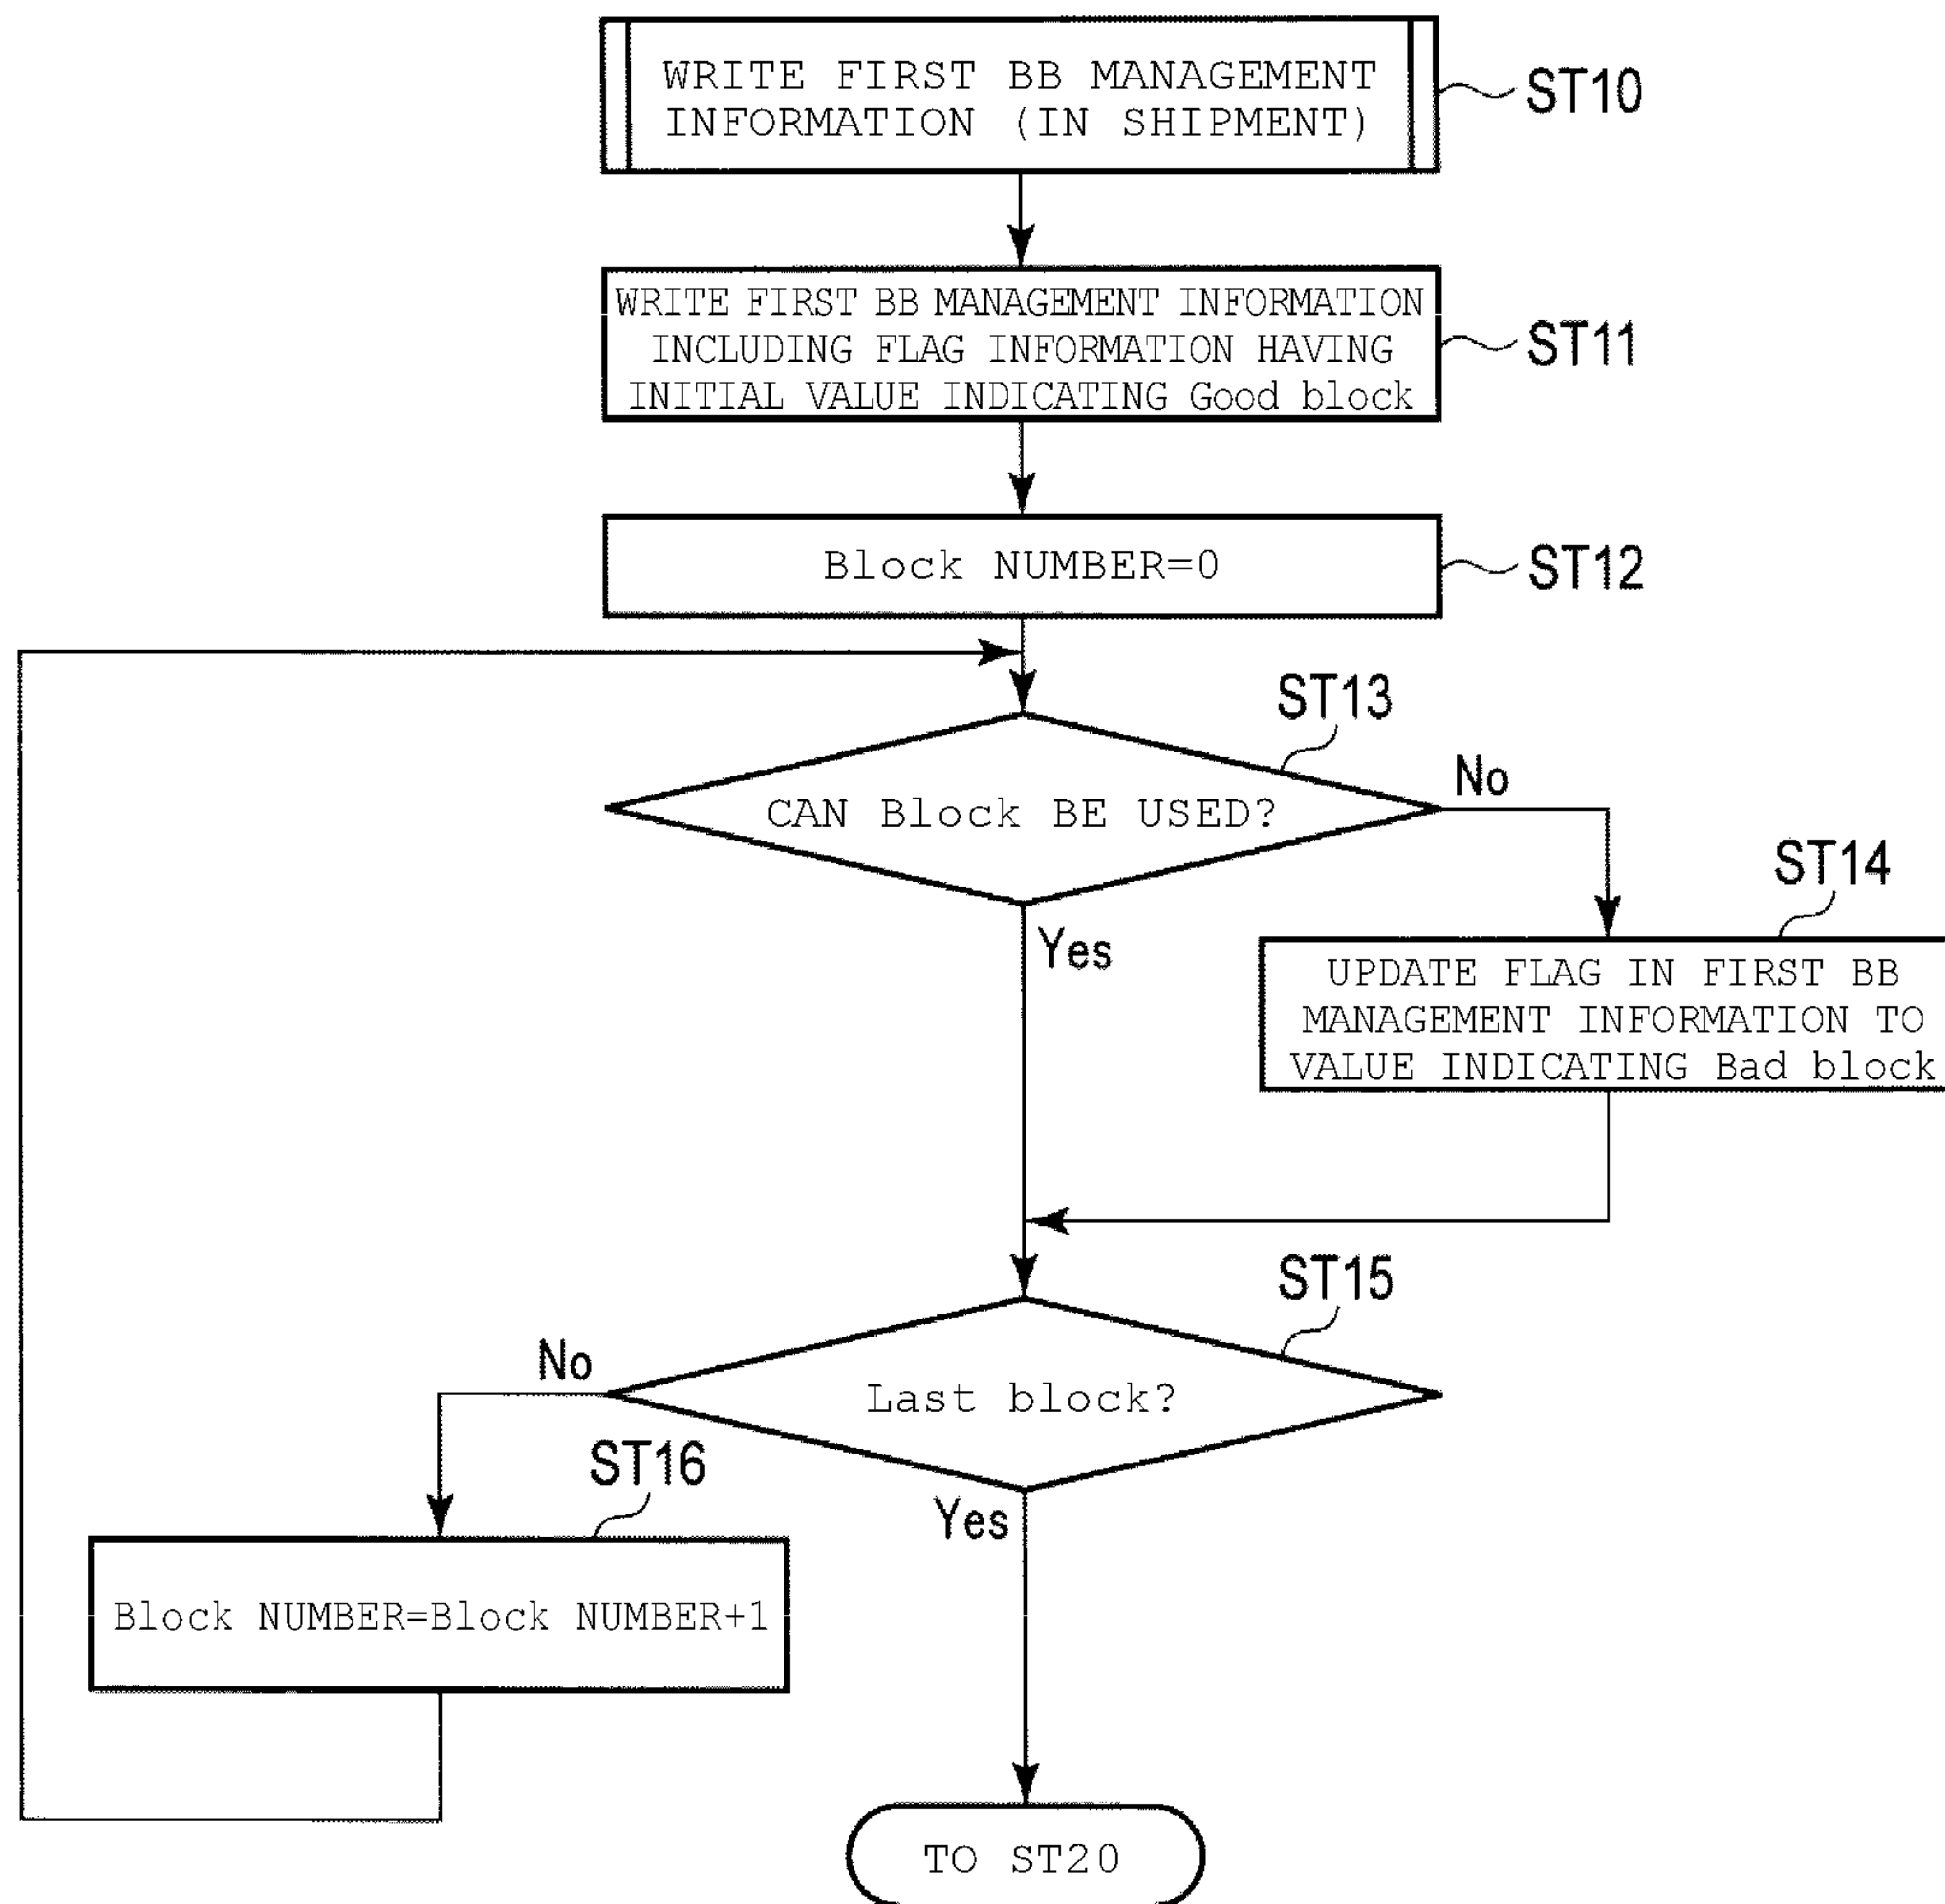 WRITE FIRST BB MANAGEMENT
INFORMATION (IN SHIPMENT)
ST10
WRITE FIRST BB MANAGEMENT INFORMATION
INCLUDING FLAG INFORMATION HAVING
INITIAL VALUE INDICATING Good block
ST11
Block NUMBER=0
ST12
ST13
CAN Block BE USED?
No
Yes
ST14
UPDATE FLAG IN FIRST BB
MANAGEMENT INFORMATION TO
VALUE INDICATING Bad block
ST15
Last block?
No
Yes
ST16
Block NUMBER=Block NUMBER+1
TO ST20